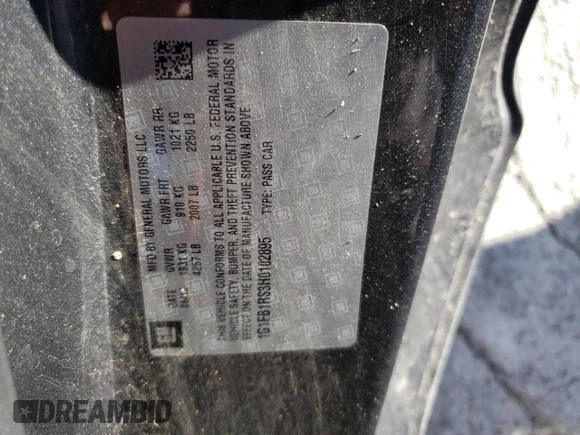 MFD BY GENERAL MOTORS LLC
DATE GVWR GAWR FRT GAWR RR
1931 KG 910 KG 1021 KG
4257 LB 2007 LB 2250 LB
THIS VEHICLE CONFORMS TO ALL APPLICABLE U.S. FEDERAL MOTOR
VEHICLE SAFETY, BUMPER, AND THEFT PREVENTION STANDARDS IN
EFFECT ON THE DATE OF MANUFACTURE SHOWN ABOVE
1G1FB1RS3H0102895 TYPE: PASS CAR
GM
DREAMBID